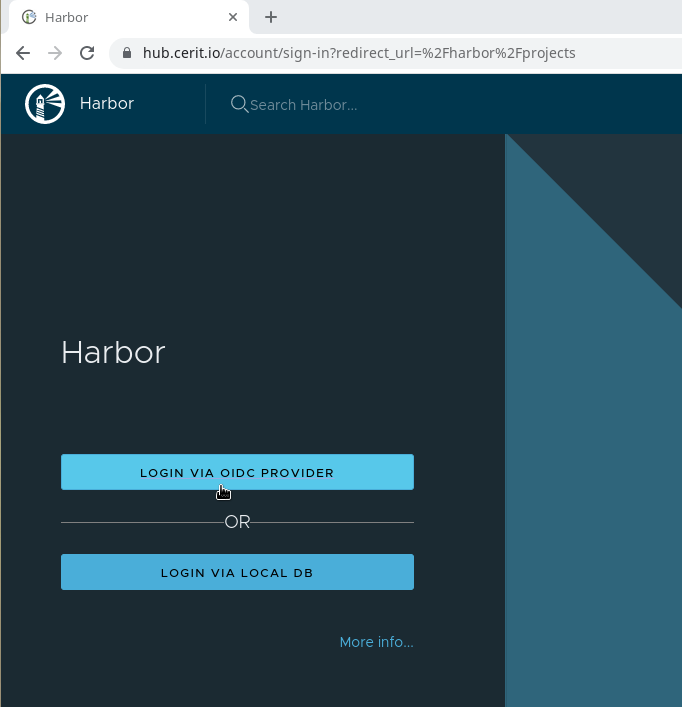 Harbor
hub.cerit.io/account/sign-in?redirect_url=%2Fharbor%2Fprojects
Harbor
Search Harbor...
Harbor
LOGIN VIA OIDC PROVIDER
OR
LOGIN VIA LOCAL DB
More info...